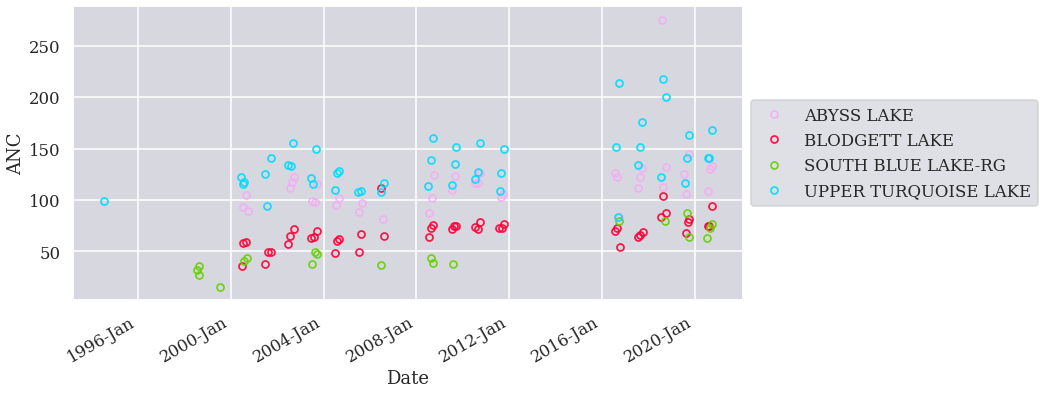 250
200
150
100
50
ANC
1996-Jan
2000-Jan
2004-Jan
2008-Jan
2012-Jan
2016-Jan
2020-Jan
Date
ABYSS LAKE
BLODGETT LAKE
SOUTH BLUE LAKE-RG
UPPER TURQUOISE LAKE